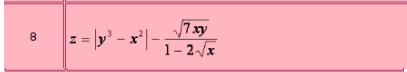 8
z = |y³ − x²| − √(7xy) / (1 − 2√x)